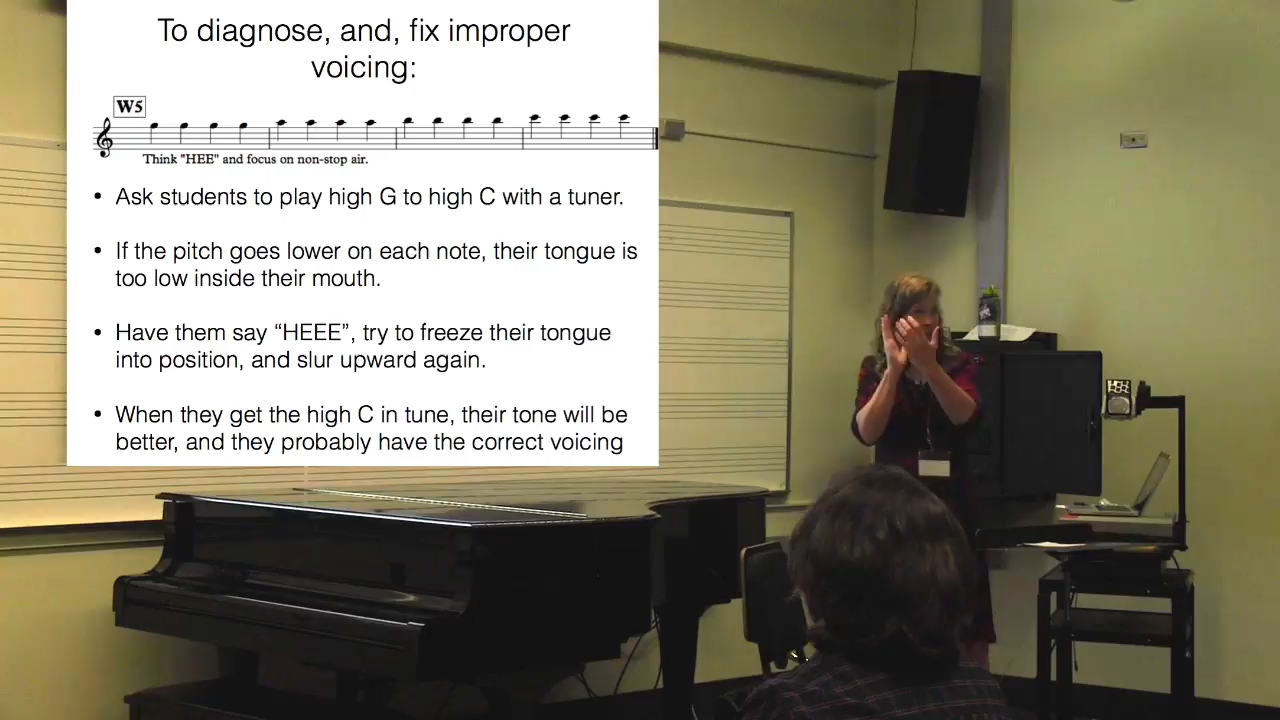 To diagnose, and, fix improper
voicing:
W5
Think "HEE" and focus on non-stop air.
• Ask students to play high G to high C with a tuner.
• If the pitch goes lower on each note, their tongue is
too low inside their mouth.
• Have them say “HEEE”, try to freeze their tongue
into position, and slur upward again.
• When they get the high C in tune, their tone will be
better, and they probably have the correct voicing